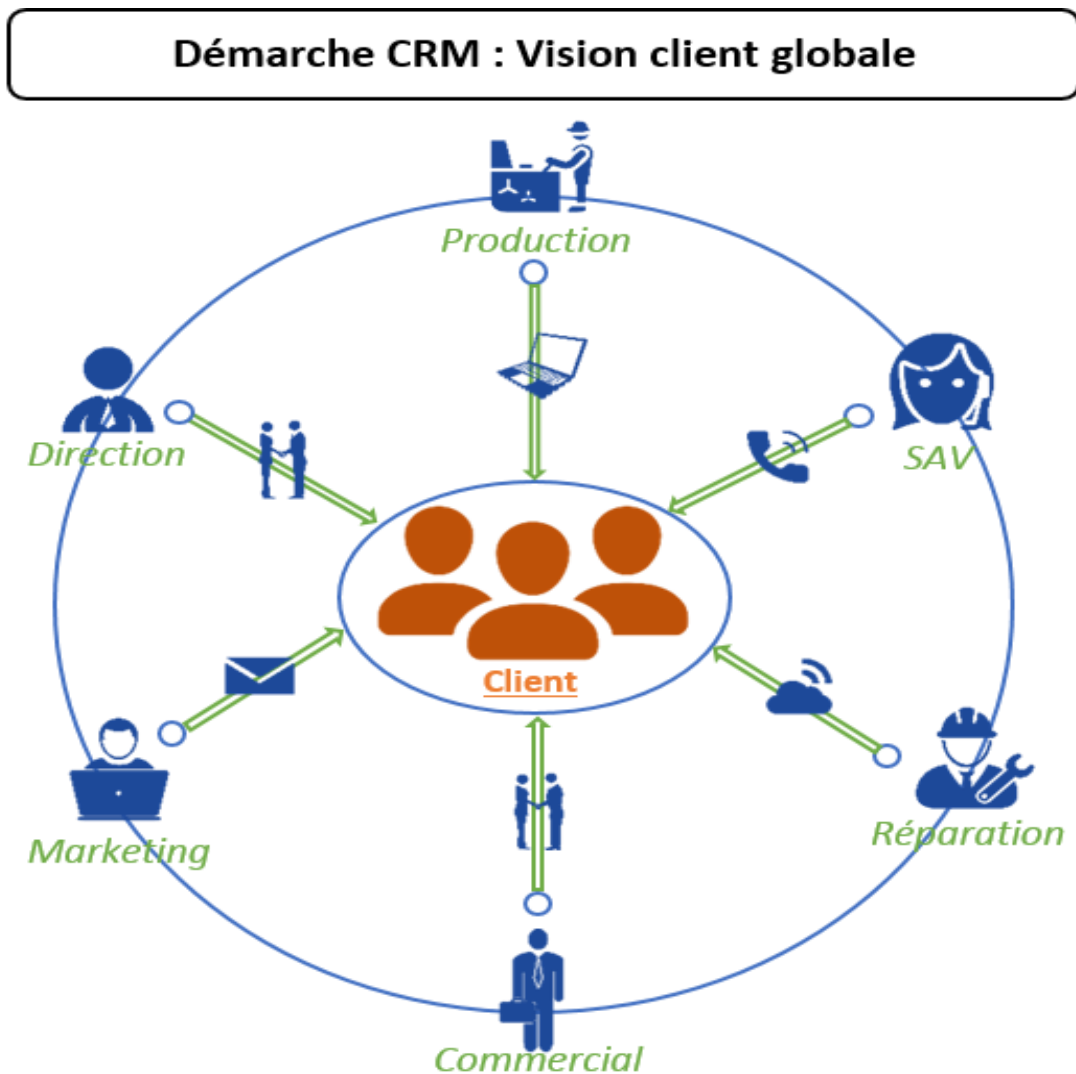 Démarche CRM : Vision client globale
Production
Direction
SAV
Client
Marketing
Réparation
Commercial